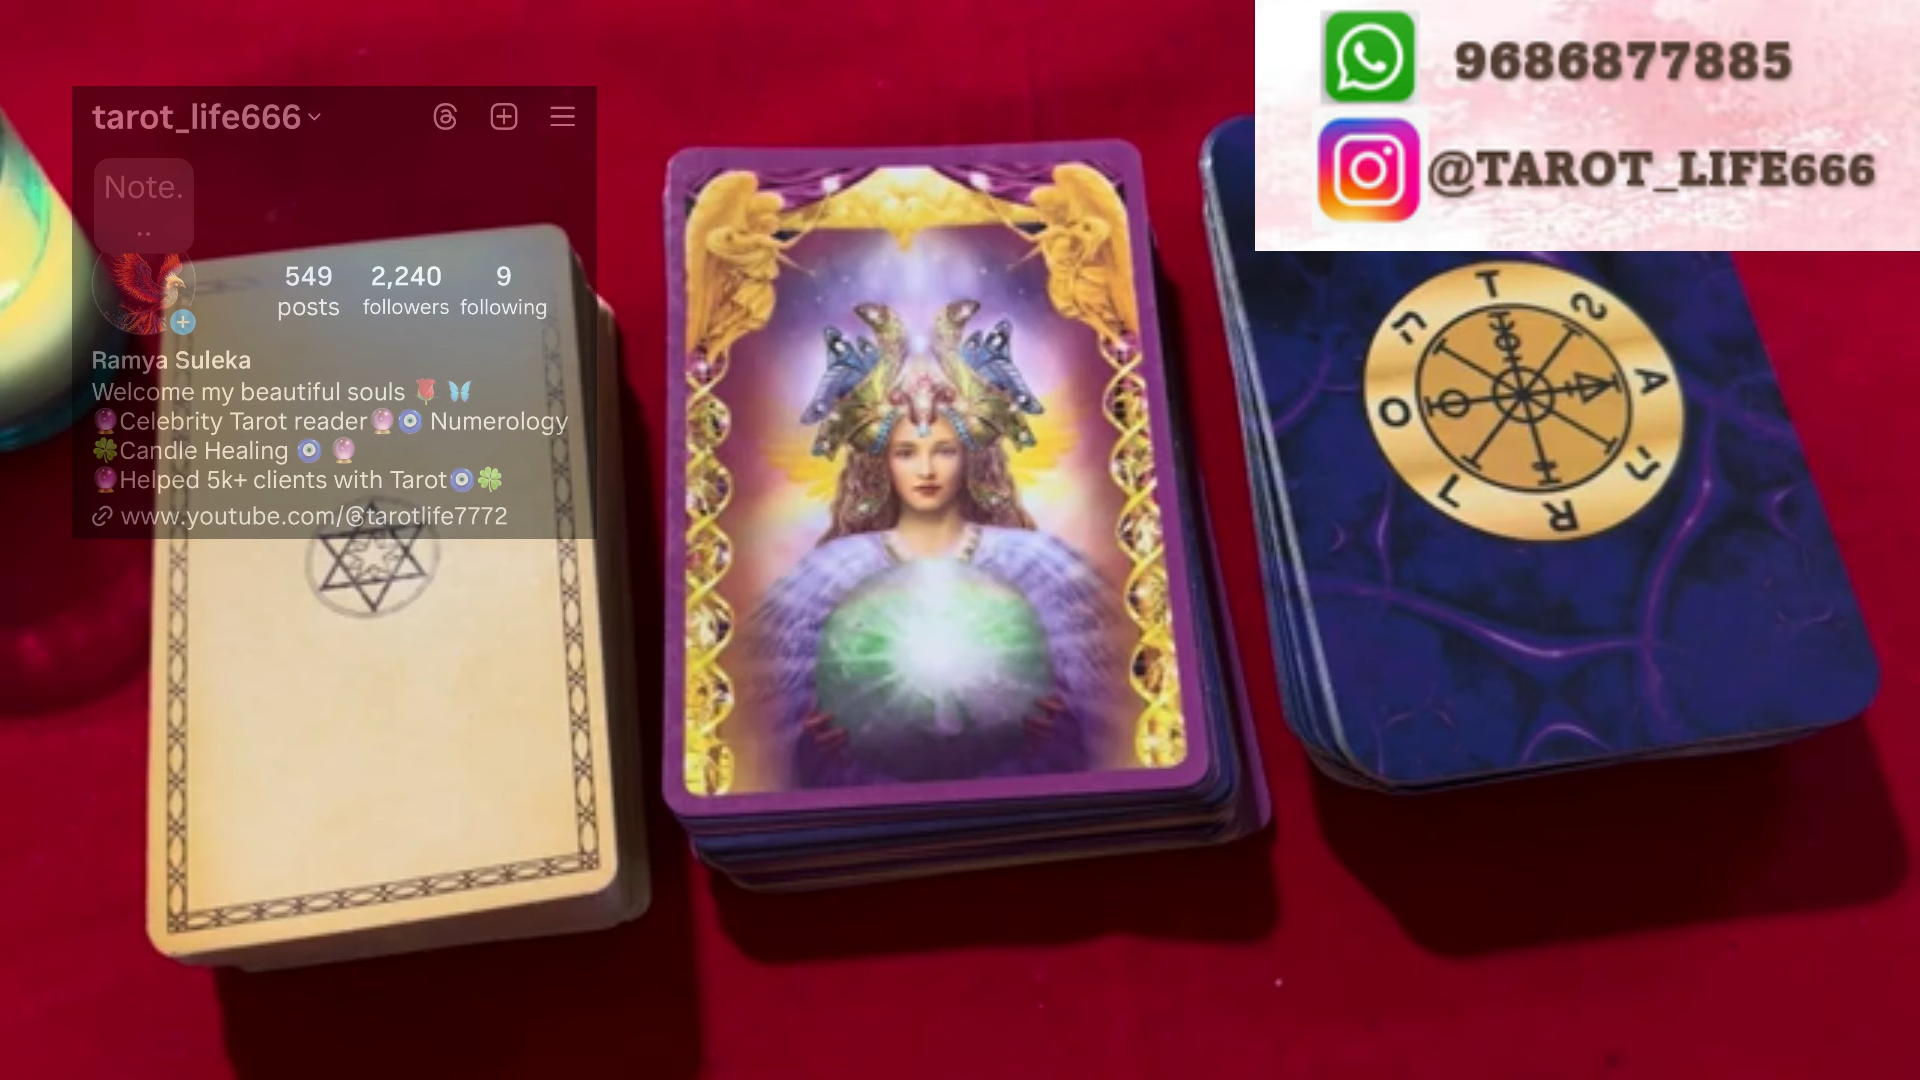 tarot_life666
Note.
..
549 2,240 9
posts followers following
Ramya Suleka
Welcome my beautiful souls 🌹 🦋
🔮Celebrity Tarot reader🔮🧿 Numerology
🍀Candle Healing 🧿 🔮
🔮Helped 5k+ clients with Tarot🧿🍀
www.youtube.com/@tarotlife7772
9686877885
@TAROT_LIFE666
T
S
A
ה
R
L
O
ה